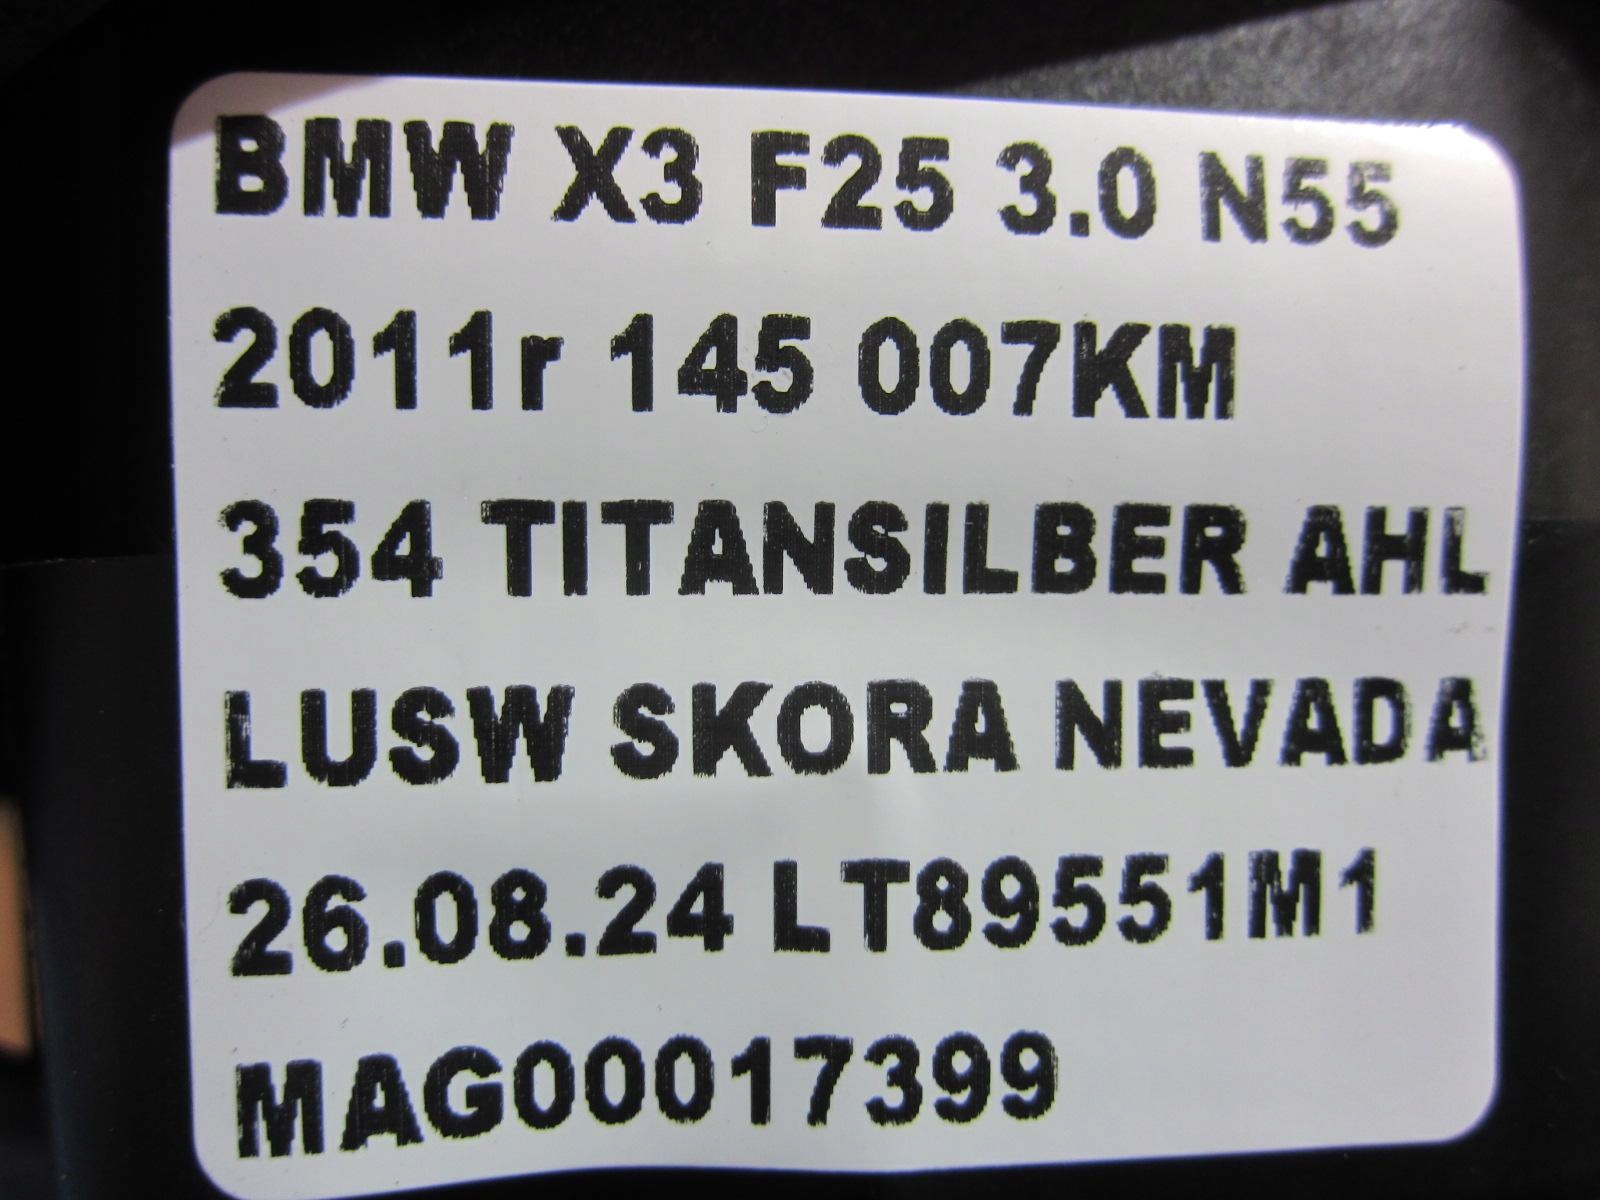 BMW X3 F25 3.0 N55
2011r 145 007KM
354 TITANSILBER AHL
LUSW SKORA NEVADA
26.08.24 LT89551M1
MAG00017399